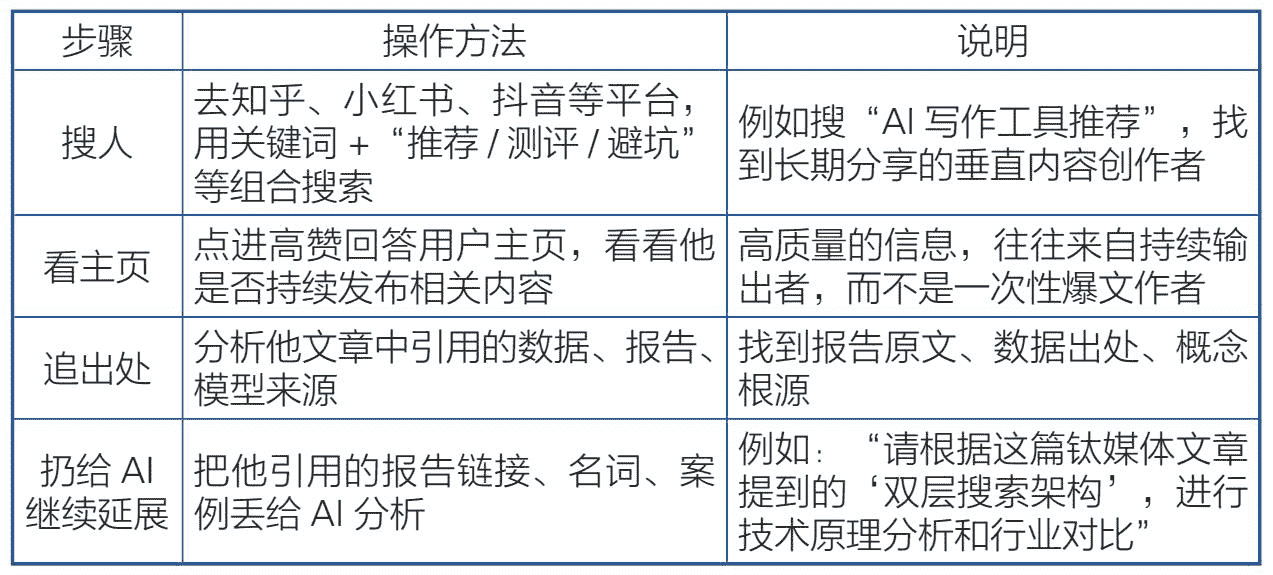 步骤
操作方法
说明
搜人
去知乎、小红书、抖音等平台，
用关键词 +“推荐 / 测评 / 避坑”
等组合搜索
例如搜“AI 写作工具推荐”，找
到长期分享的垂直内容创作者
看主页
点进高赞回答用户主页，看看他
是否持续发布相关内容
高质量的信息，往往来自持续输
出者，而不是一次性爆文作者
追出处
分析他文章中引用的数据、报告、
模型来源
找到报告原文、数据出处、概念
根源
扔给 AI
继续延展
把他引用的报告链接、名词、案
例丢给 AI 分析
例如：“请根据这篇钛媒体文章
提到的‘双层搜索架构’，进行
技术原理分析和行业对比”